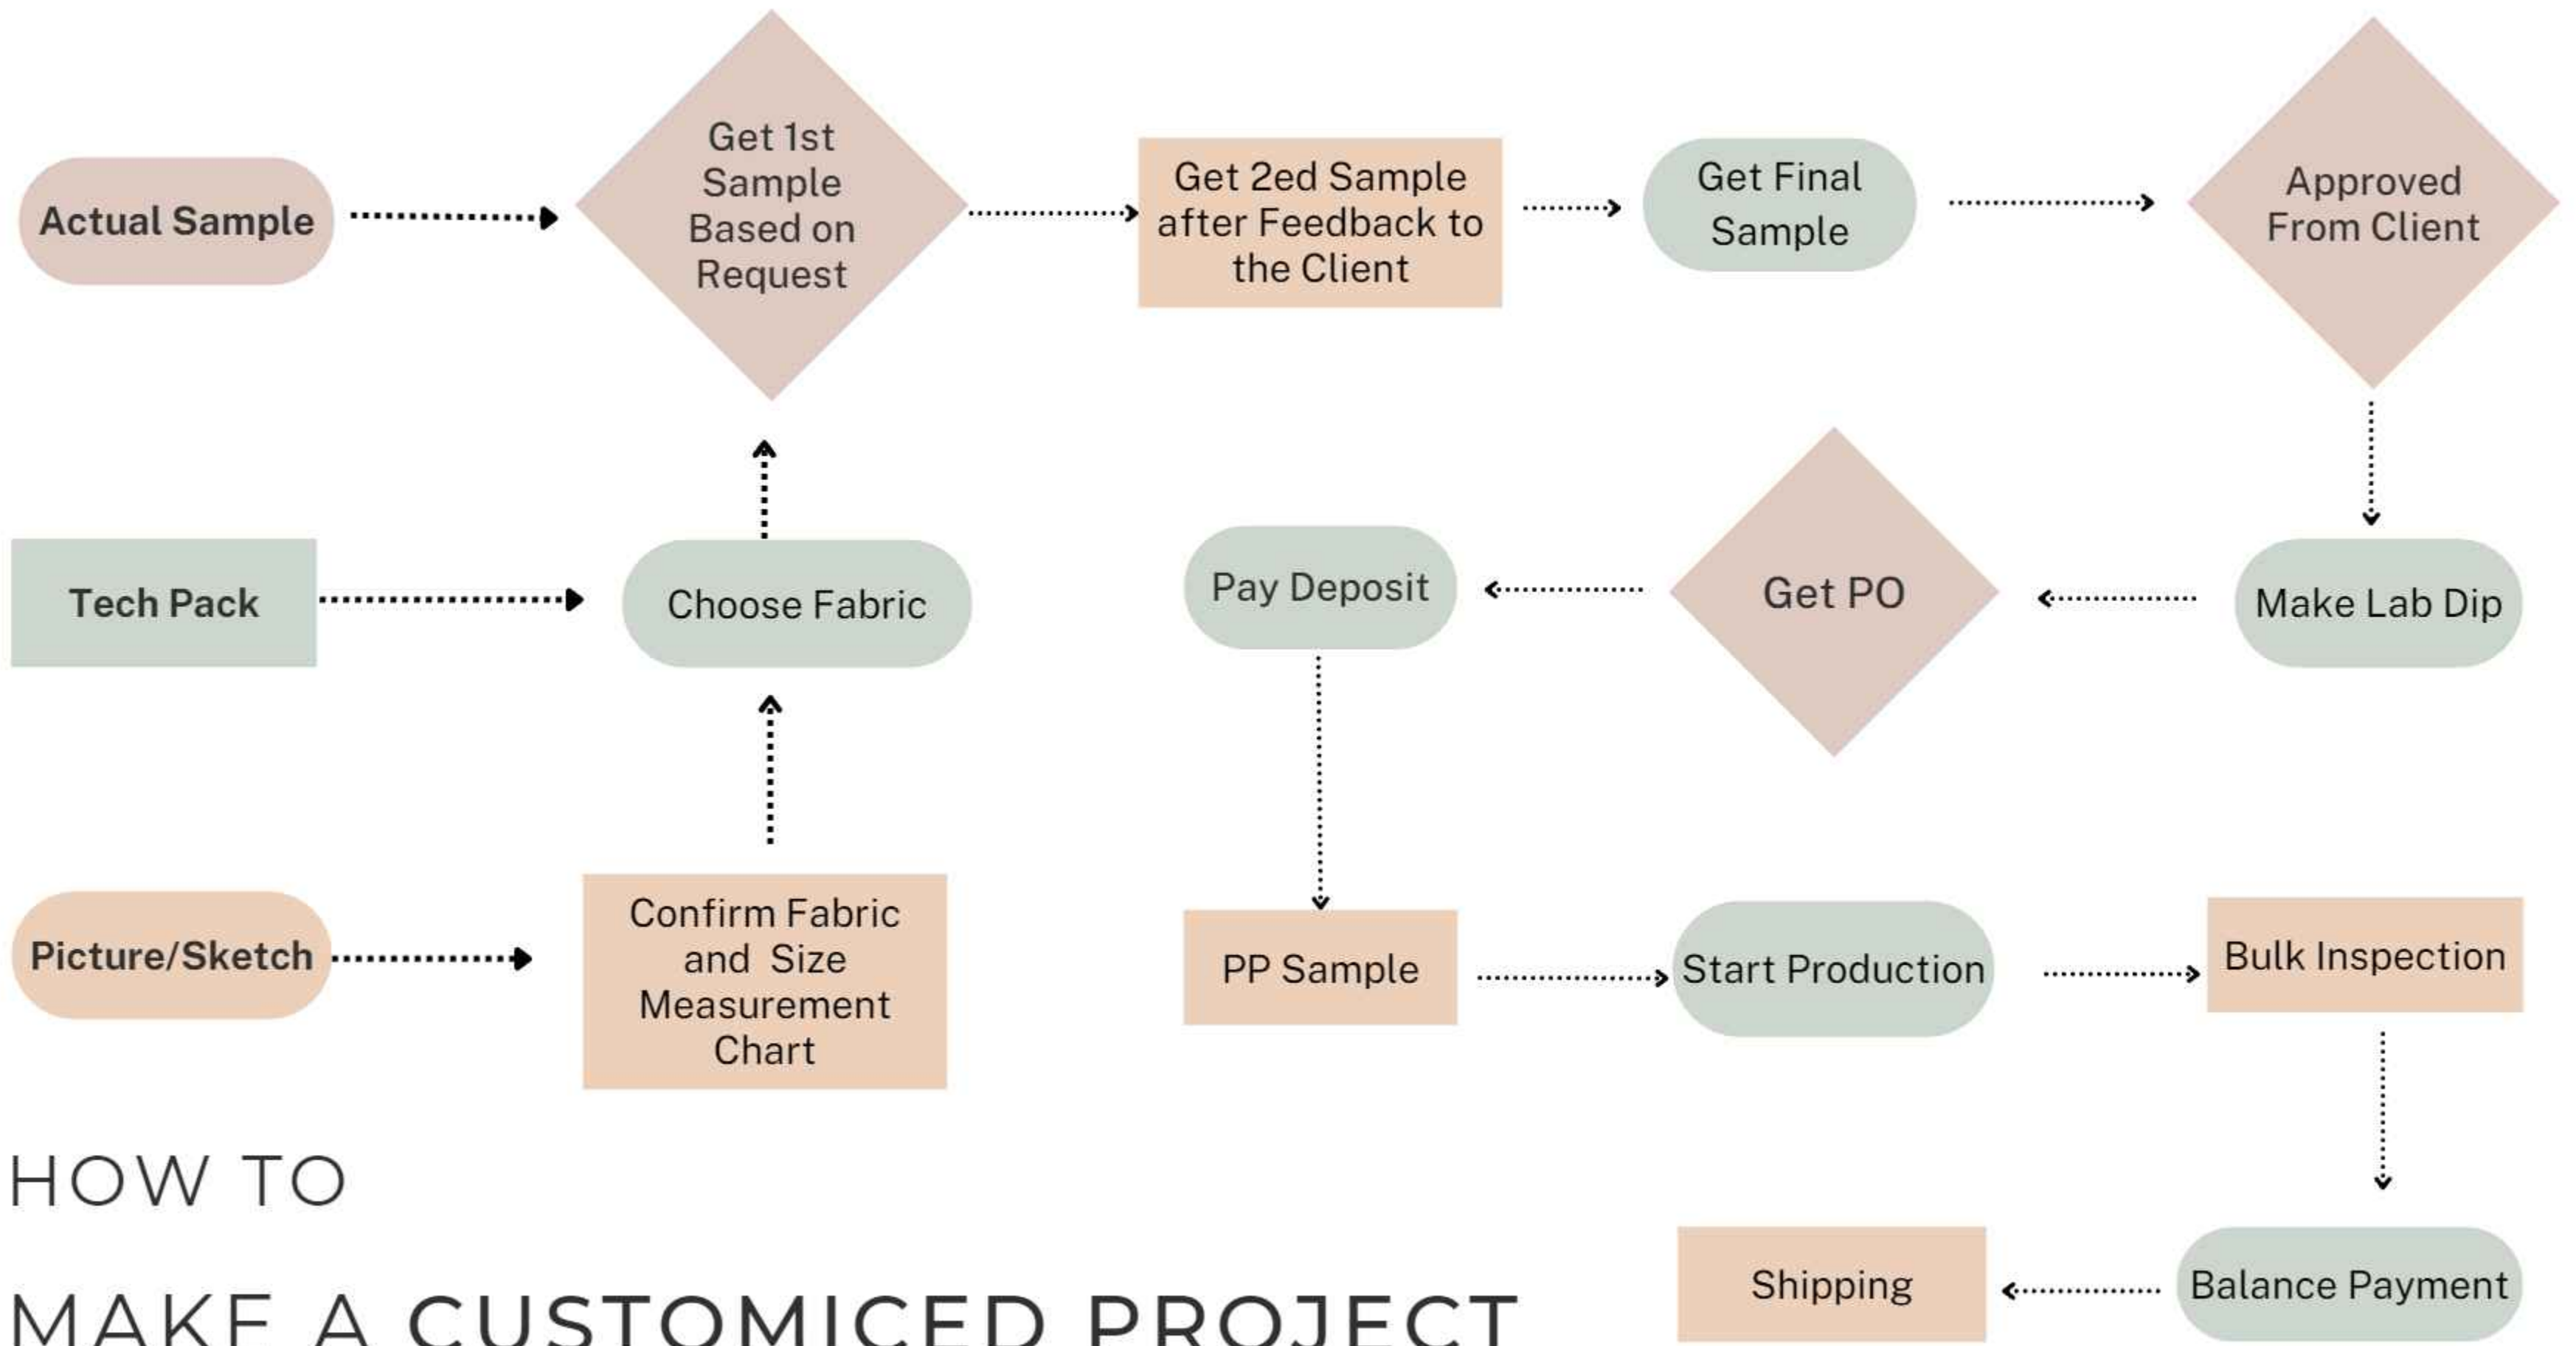 Actual Sample
Get 1st
Sample
Based on
Request
Get 2ed Sample
after Feedback to
the Client
Get Final
Sample
Approved
From Client
Tech Pack
Choose Fabric
Pay Deposit
Get PO
Make Lab Dip
Picture/Sketch
Confirm Fabric
and Size
Measurement
Chart
PP Sample
Start Production
Bulk Inspection
HOW TO
MAKE A CUSTOMICED PROJECT
Shipping
Balance Payment